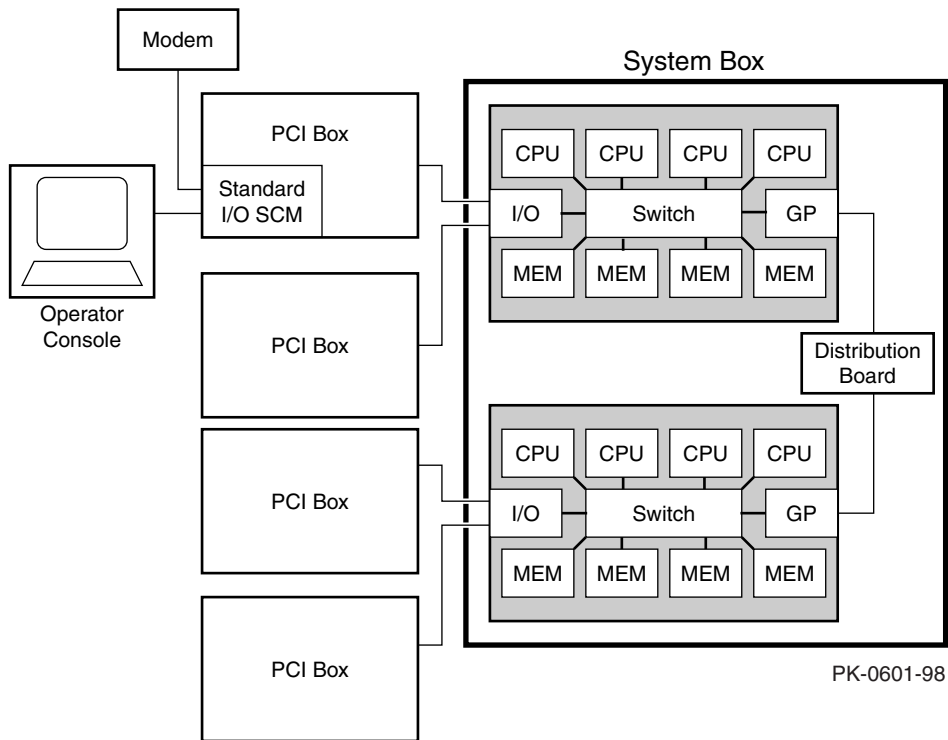 Modem
System Box
PCI Box
Standard
I/O SCM
Operator
Console
PCI Box
PCI Box
PCI Box
CPU CPU CPU CPU
I/O Switch GP
MEM MEM MEM MEM
Distribution
Board
CPU CPU CPU CPU
I/O Switch GP
MEM MEM MEM MEM
PK-0601-98